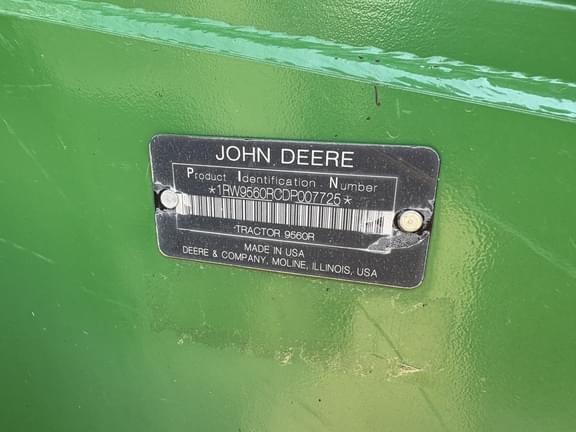 JOHN DEERE
Product Identification Number
*1RW9560RCDP007725*
TRACTOR 9560R
MADE IN USA
DEERE & COMPANY, MOLINE, ILLINOIS, USA